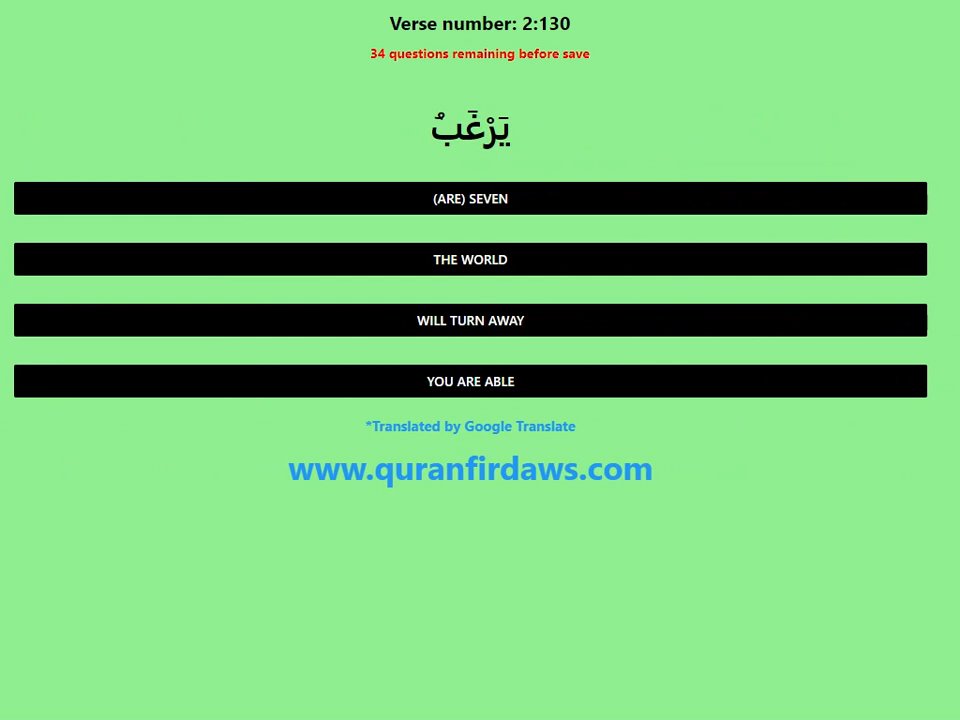 Verse number: 2:130
34 questions remaining before save
يَرْغَبُ
(ARE) SEVEN
THE WORLD
WILL TURN AWAY
YOU ARE ABLE
*Translated by Google Translate
www.quranfirdaws.com